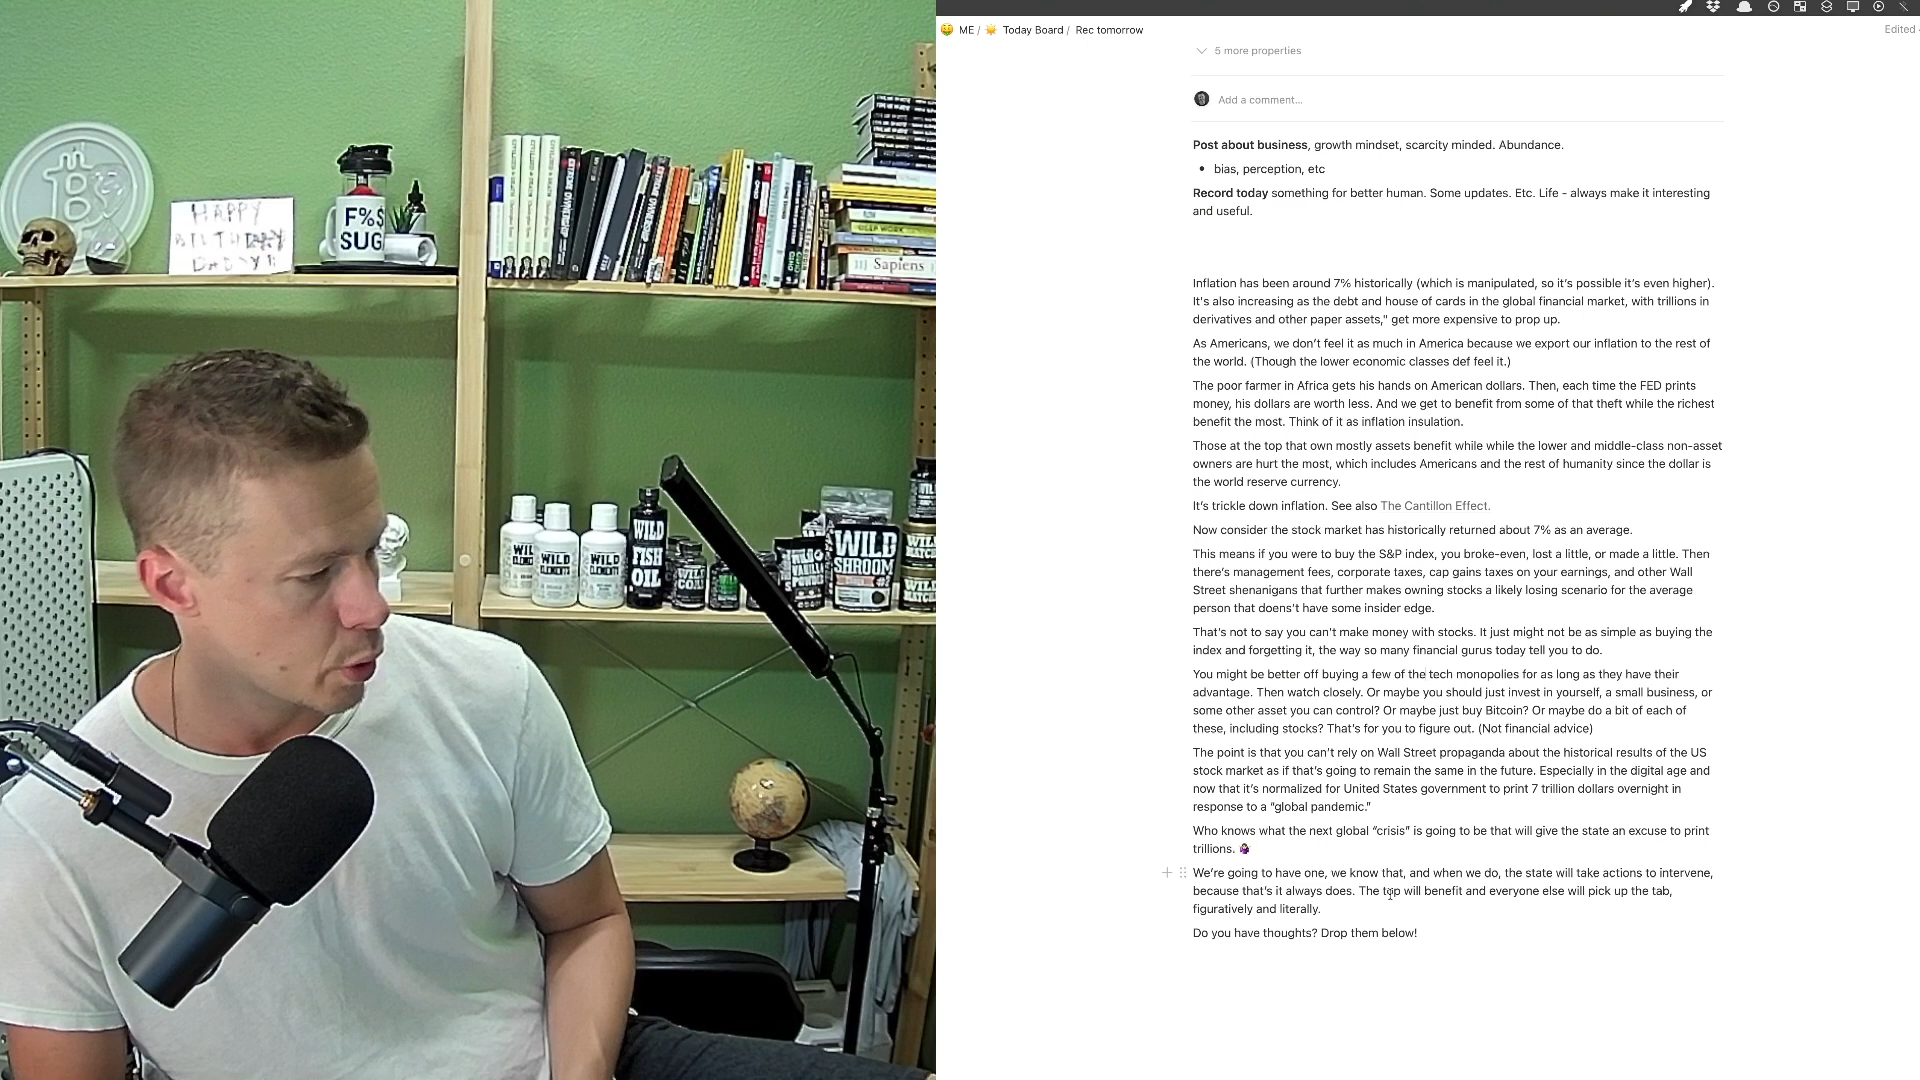 ME / Today Board / Rec tomorrow
Edited
5 more properties
Add a comment...
Post about business, growth mindset, scarcity minded. Abundance.
• bias, perception, etc
Record today something for better human. Some updates. Etc. Life - always make it interesting
and useful.
Inflation has been around 7% historically (which is manipulated, so it’s possible it’s even higher).
It's also increasing as the debt and house of cards in the global financial market, with trillions in
derivatives and other paper assets," get more expensive to prop up.
As Americans, we don’t feel it as much in America because we export our inflation to the rest of
the world. (Though the lower economic classes def feel it.)
The poor farmer in Africa gets his hands on American dollars. Then, each time the FED prints
money, his dollars are worth less. And we get to benefit from some of that theft while the richest
benefit the most. Think of it as inflation insulation.
Those at the top that own mostly assets benefit while while the lower and middle-class non-asset
owners are hurt the most, which includes Americans and the rest of humanity since the dollar is
the world reserve currency.
It’s trickle down inflation. See also The Cantillon Effect.
Now consider the stock market has historically returned about 7% as an average.
This means if you were to buy the S&P index, you broke-even, lost a little, or made a little. Then
there’s management fees, corporate taxes, cap gains taxes on your earnings, and other Wall
Street shenanigans that further makes owning stocks a likely losing scenario for the average
person that doens't have some insider edge.
That’s not to say you can’t make money with stocks. It just might not be as simple as buying the
index and forgetting it, the way so many financial gurus today tell you to do.
You might be better off buying a few of the tech monopolies for as long as they have their
advantage. Then watch closely. Or maybe you should just invest in yourself, a small business, or
some other asset you can control? Or maybe just buy Bitcoin? Or maybe do a bit of each of
these, including stocks? That’s for you to figure out. (Not financial advice)
The point is that you can’t rely on Wall Street propaganda about the historical results of the US
stock market as if that’s going to remain the same in the future. Especially in the digital age and
now that it’s normalized for United States government to print 7 trillion dollars overnight in
response to a “global pandemic.”
Who knows what the next global “crisis” is going to be that will give the state an excuse to print
trillions.
We’re going to have one, we know that, and when we do, the state will take actions to intervene,
because that’s it always does. The top will benefit and everyone else will pick up the tab,
figuratively and literally.
Do you have thoughts? Drop them below!
HAPPY
BIRTHDAY
DADYY!!
F%$
SUG
DEEP WORK
Sapiens
WILD
ELEMENTS
WILD
ELEMENTS
WILD
FISH
OIL
WILD
SHROOM